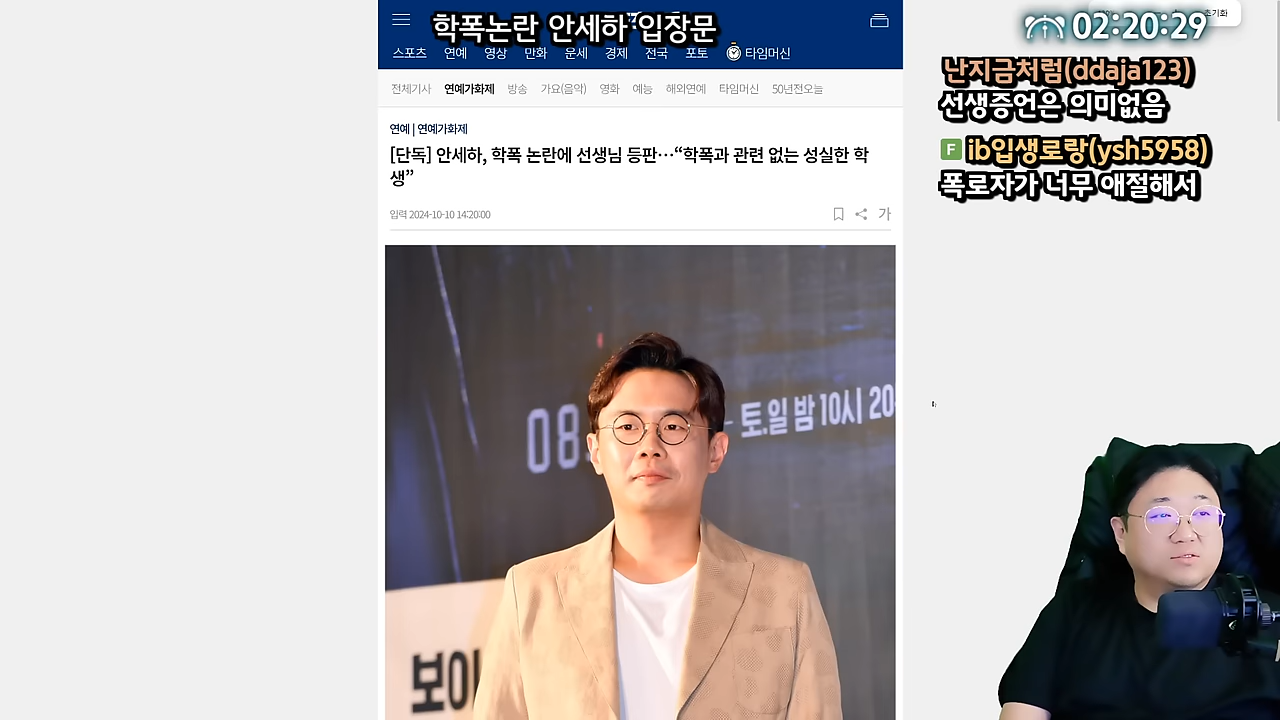 학폭논란 안세하 입장문
스포츠 연예 영상 만화 운세 경제 전국 포토 타임머신
전체기사 연예가화제 방송 가요(음악) 영화 예능 해외연예 타임머신 50년전오늘
연예 | 연예가화제
[단독] 안세하, 학폭 논란에 선생님 등판…“학폭과 관련 없는 성실한 학
생”
입력 2024-10-10 14:20:00
가
08.
토.일 밤 10시 20
보이
초기화
02:20:29
난지금처럼(ddaja123)
선생증언은 의미없음
F ib입생로랑(ysh5958)
폭로자가 너무 애절해서